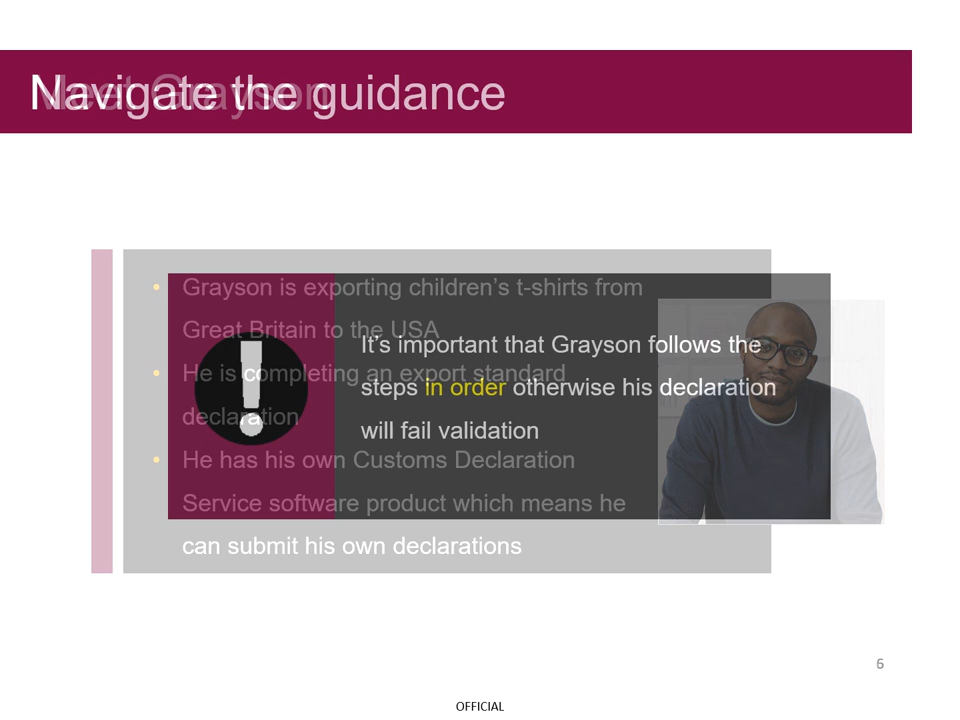 Navigate the guidance
Meet Grayson
• Grayson is exporting children’s t-shirts from
Great Britain to the USA
• He is completing an export standard
declaration
• He has his own Customs Declaration
Service software product which means he
can submit his own declarations
It’s important that Grayson follows the
steps in order otherwise his declaration
will fail validation
OFFICIAL